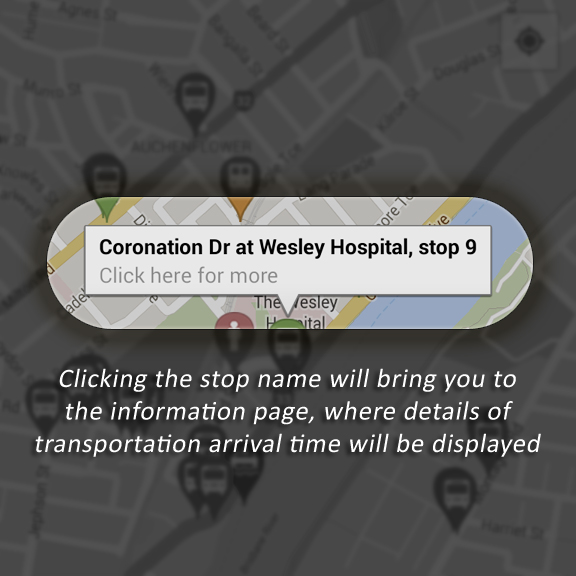 Agnes St
AUCHENFLOWER
Douglas St
Coronation Dr at Wesley Hospital, stop 9
Click here for more
The Wesley
Hospital
Clicking the stop name will bring you to
the information page, where details of
transportation arrival time will be displayed
Harriet St